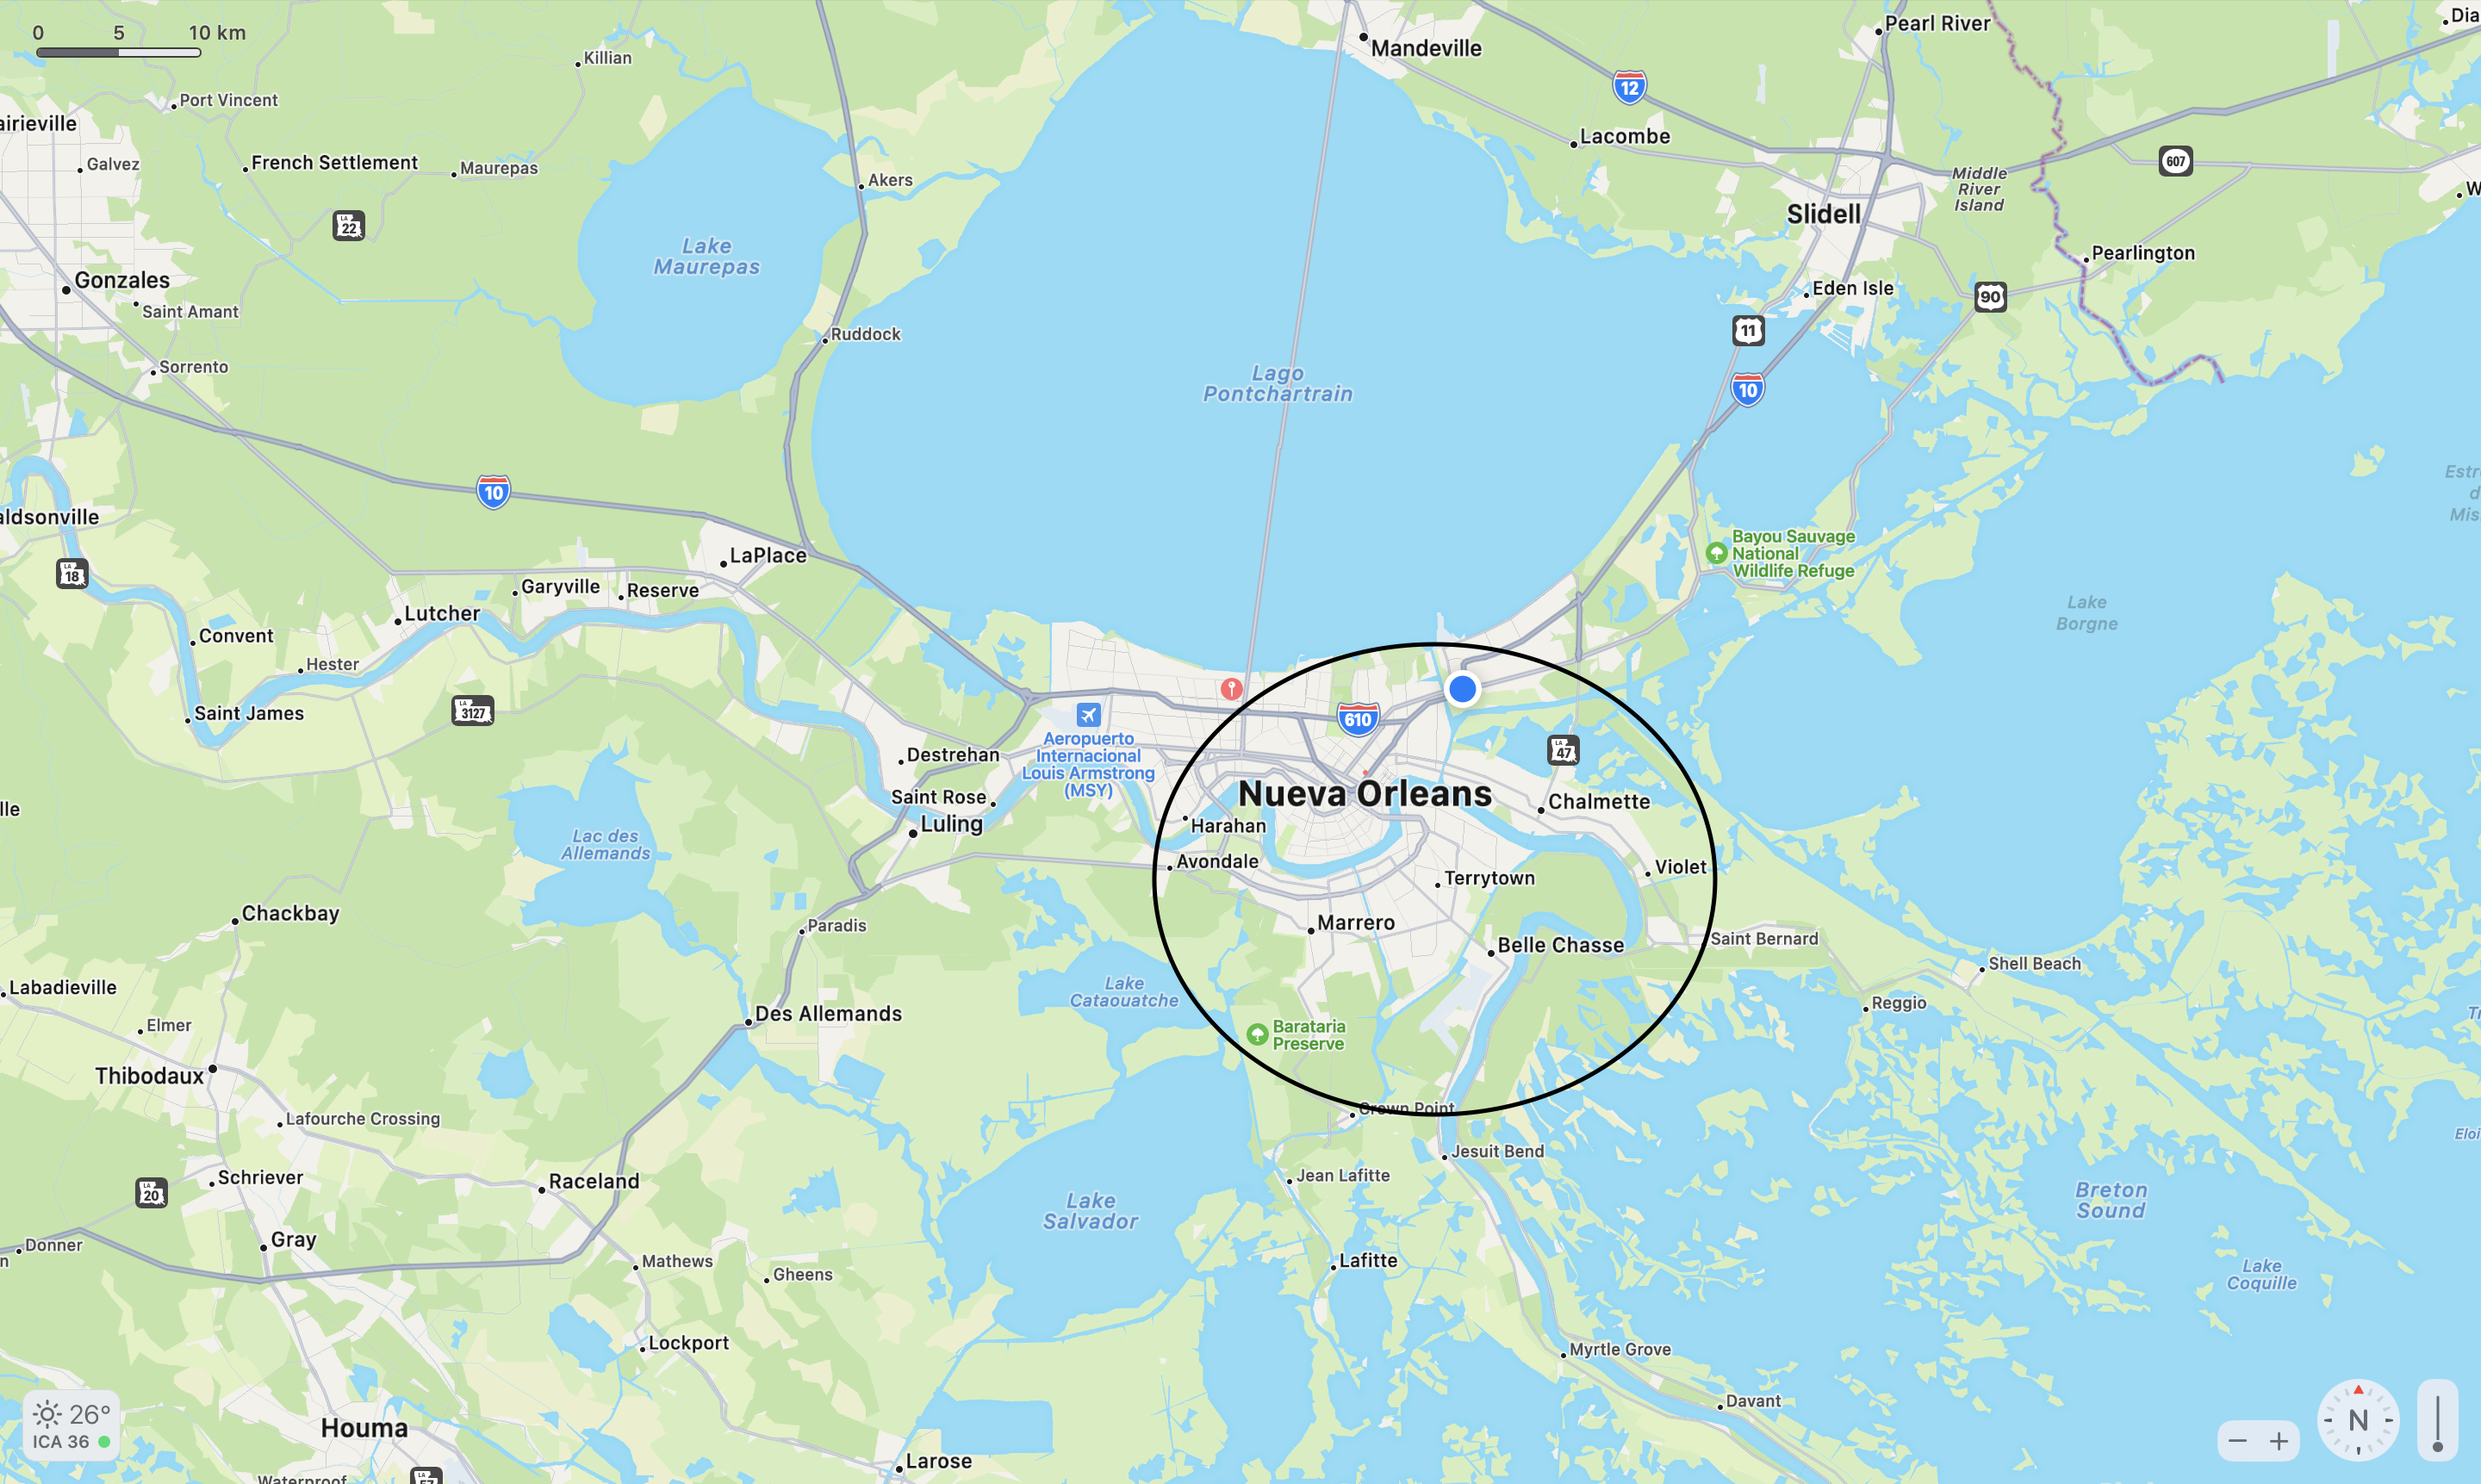 0 5 10 km
Killian
Port Vincent
airieville
Galvez
French Settlement
Maurepas
22
Akers
Lake
Maurepas
Gonzales
Saint Amant
Ruddock
Sorrento
10
Mandeville
12
Lacombe
Pearl River
Dia
607
Middle
River
Island
Slidell
Pearlington
Eden Isle
90
11
10
Lago
Pontchartrain
aldsonville
18
LaPlace
Garyville
Reserve
Lutcher
Convent
Hester
Saint James
3127
Bayou Sauvage
National
Wildlife Refuge
Lake
Borgne
Estr
d
Mis
610
47
Aeropuerto
Internacional
Louis Armstrong
(MSY)
Destrehan
Saint Rose
Luling
Nueva Orleans
Harahan
Avondale
Chalmette
Violet
Terrytown
Marrero
Belle Chasse
Saint Bernard
Shell Beach
Reggio
lle
Lac des
Allemands
Chackbay
Paradis
Labadieville
Elmer
Des Allemands
Lake
Cataouatche
Barataria
Preserve
Thibodaux
Lafourche Crossing
Crown Point
Jesuit Bend
Jean Lafitte
Schriever
20
Raceland
Lake
Salvador
Breton
Sound
Eloi
Gray
Donner
n
Mathews
Gheens
Lafitte
Lake
Coquille
Lockport
Myrtle Grove
Davant
26°
ICA 36
Houma
Larose
N